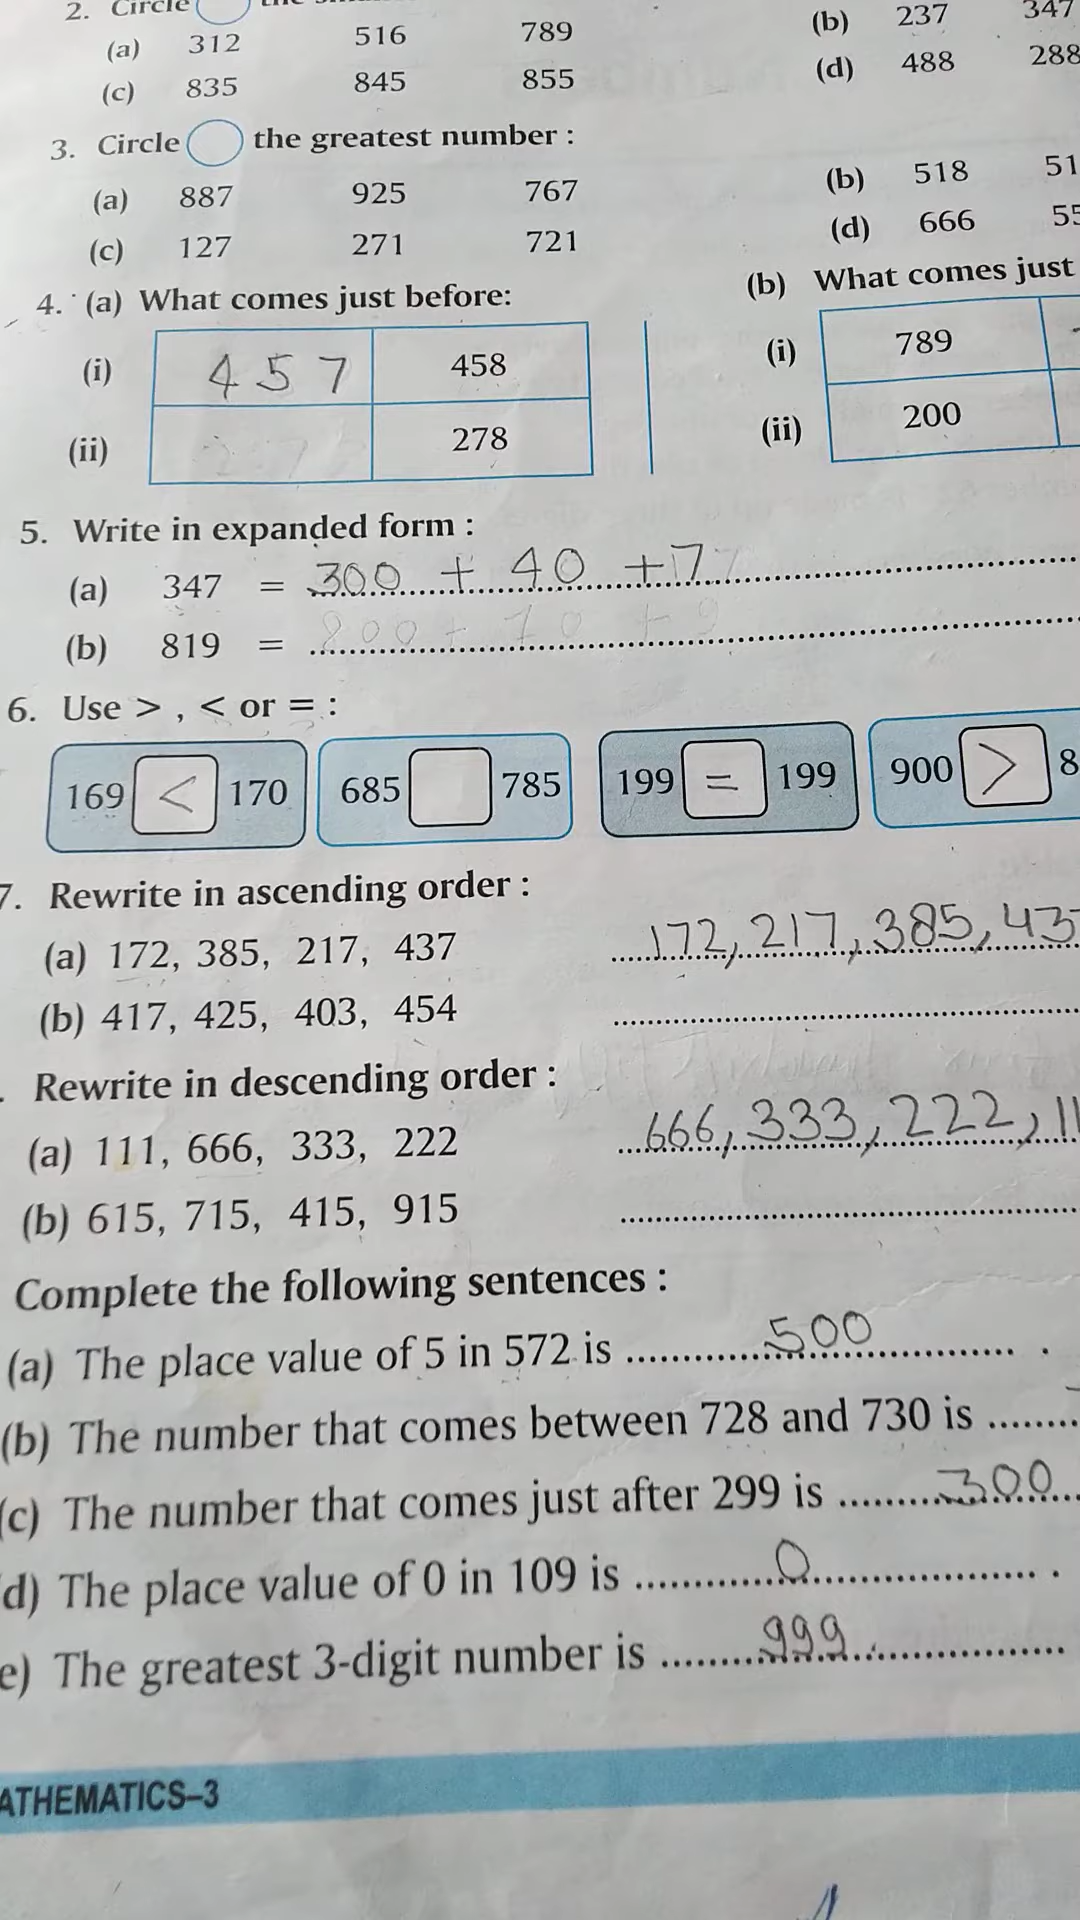 2. Circle
(a) 312 516 789 (b) 237 347
(c) 835 845 855 (d) 488 288
3. Circle the greatest number :
(a) 887 925 767 (b) 518 51
(c) 127 271 721 (d) 666 55
4. (a) What comes just before: (b) What comes just
(i) 457 458 (i) 789
(ii) 278 (ii) 200
5. Write in expanded form :
(a) 347 = 300 + 40 + 7
(b) 819 =
6. Use > , < or = :
169 < 170 685 785 199 = 199 900 > 8
7. Rewrite in ascending order :
(a) 172, 385, 217, 437 172, 217, 385, 437
(b) 417, 425, 403, 454
Rewrite in descending order :
(a) 111, 666, 333, 222 666, 333, 222, 11
(b) 615, 715, 415, 915
Complete the following sentences :
(a) The place value of 5 in 572 is 500 .
(b) The number that comes between 728 and 730 is
(c) The number that comes just after 299 is 300
d) The place value of 0 in 109 is 0 .
e) The greatest 3-digit number is 999
ATHEMATICS–3